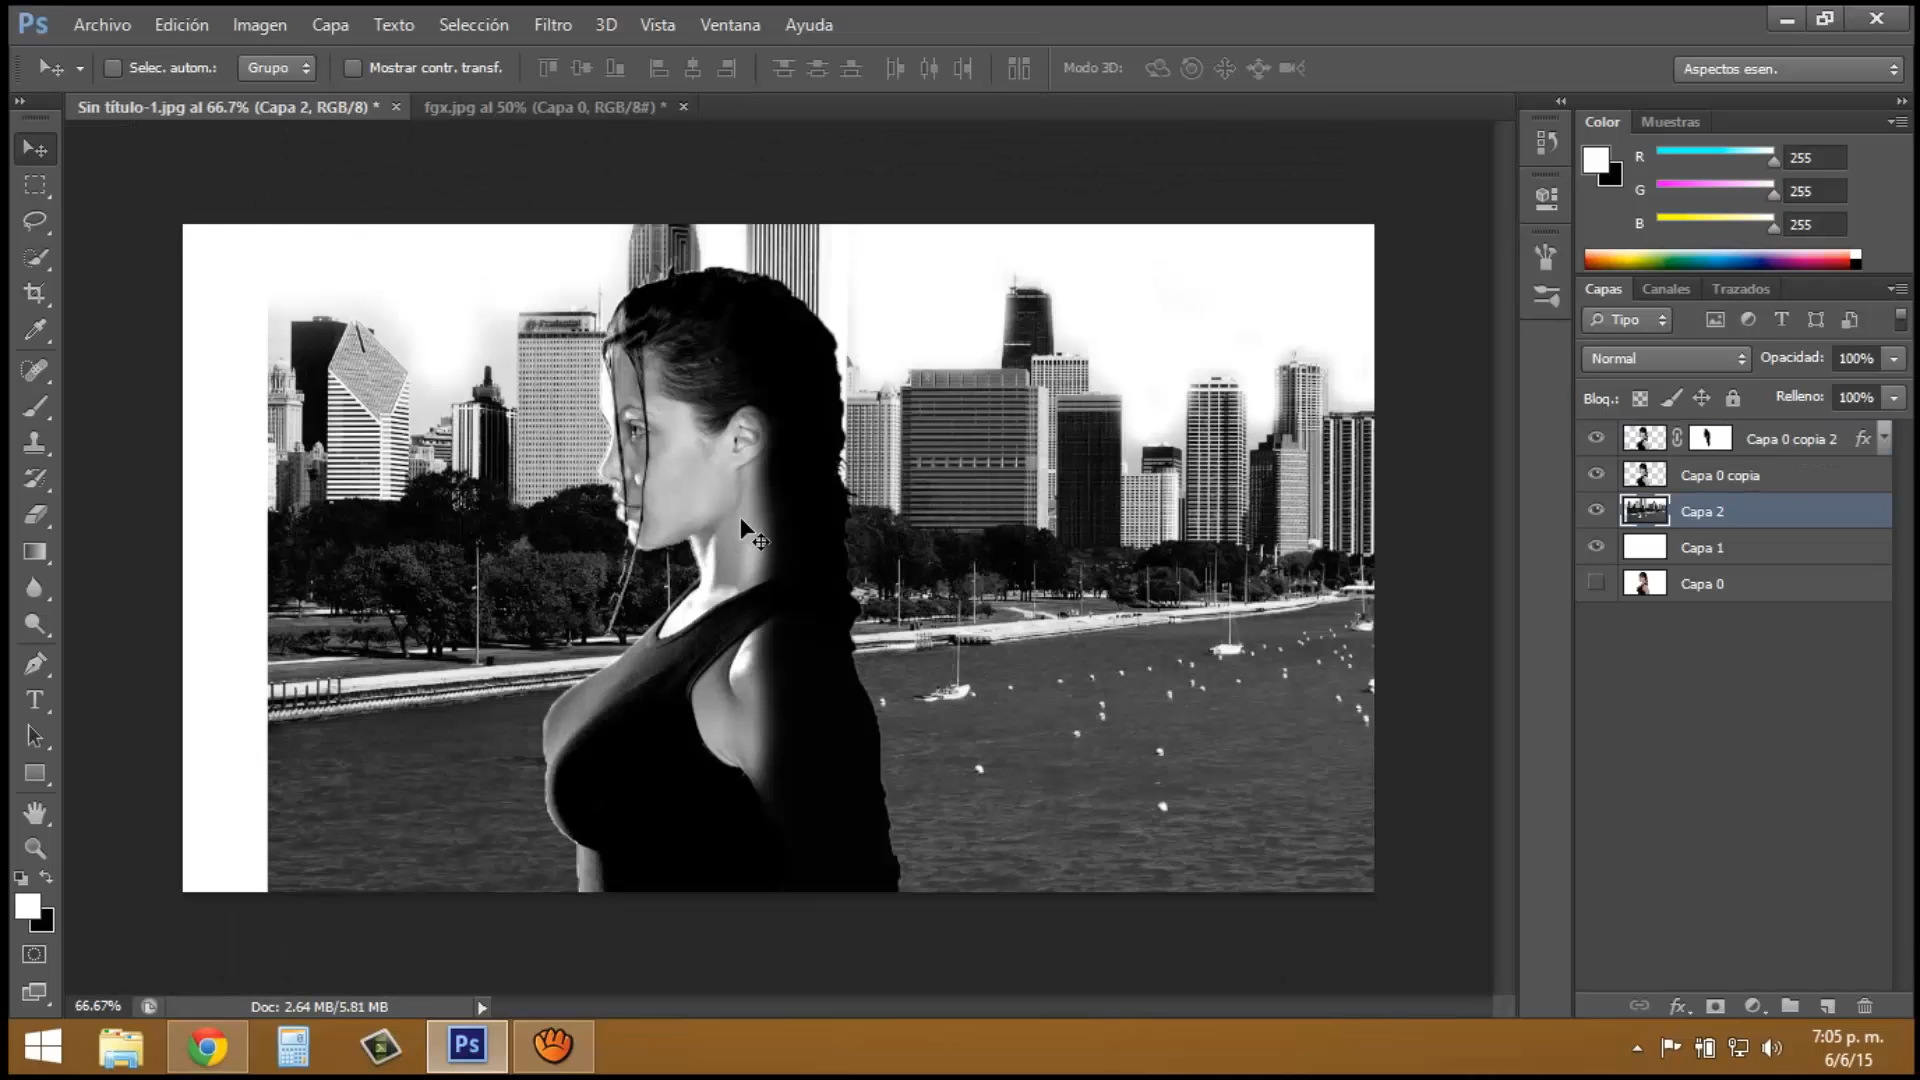 Ps Archivo Edición Imagen Capa Texto Selección Filtro 3D Vista Ventana Ayuda
Selec. autom.: Grupo Mostrar contr. transf. Modo 3D: Aspectos esen.
Sin título-1.jpg al 66.7% (Capa 2, RGB/8) * × fgx.jpg al 50% (Capa 0, RGB/8#) * ×
Color Muestras
R 255
G 255
B 255
Capas Canales Trazados
Tipo
Normal Opacidad: 100%
Bloq.: Relleno: 100%
Capa 0 copia 2 fx
Capa 0 copia
Capa 2
Capa 1
Capa 0
Prudential
66.67% Doc: 2.64 MB/5.81 MB
fx
Ps
7:05 p. m.
6/6/15